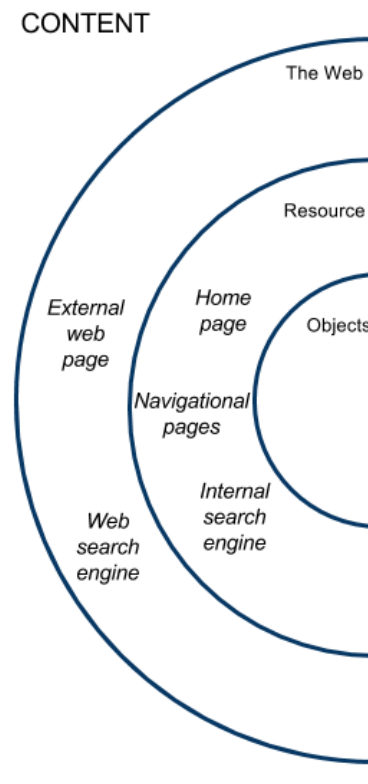 CONTENT
The Web
Resource
Home
page
Objects
External
web
page
Navigational
pages
Internal
search
engine
Web
search
engine